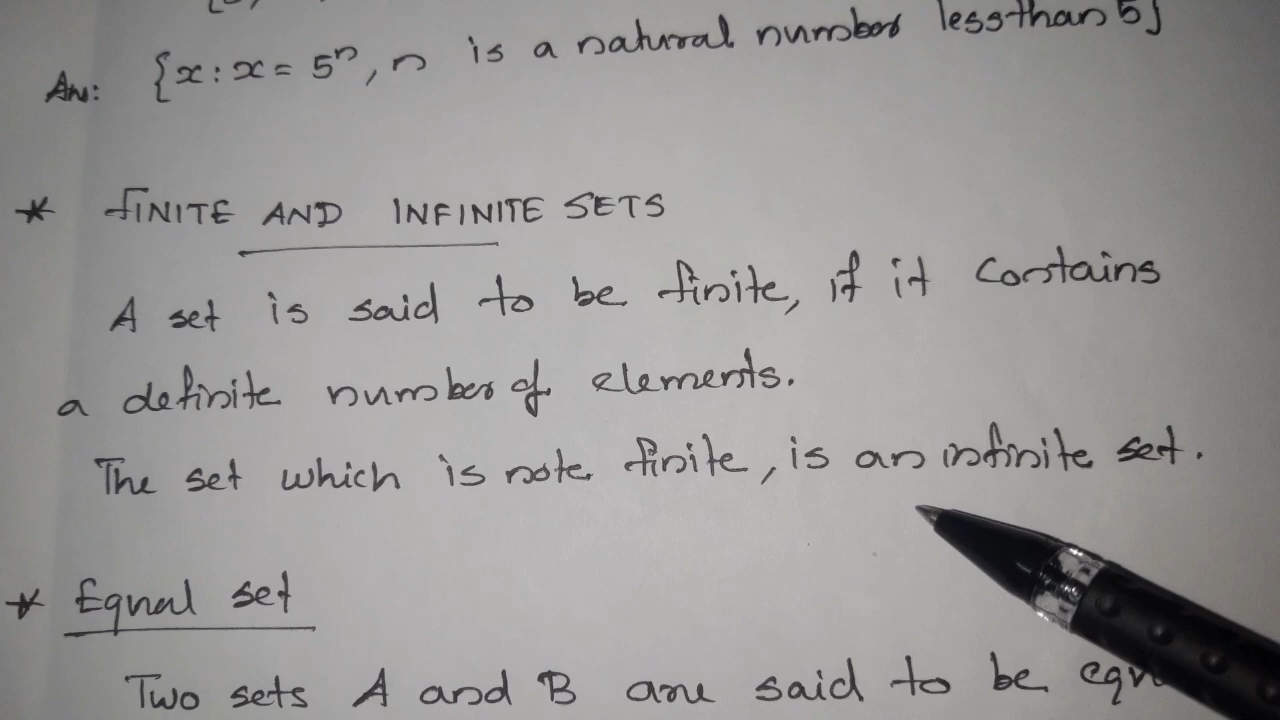 Ans: {x : x = 5ⁿ, n is a natural number less than 5}
* FINITE AND INFINITE SETS
A set is said to be finite, if it contains
a definite number of elements.
The set which is note finite, is an infinite set.
* Equal set
Two sets A and B are said to be